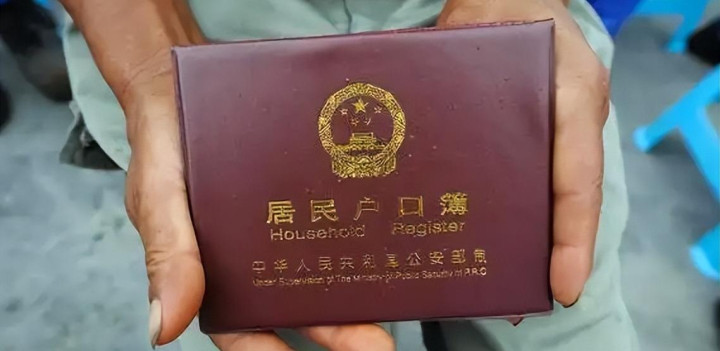 居民户口簿
Household Register
中华人民共和国公安部制
Under Supervision of The Ministry of Public Security of P.R.C